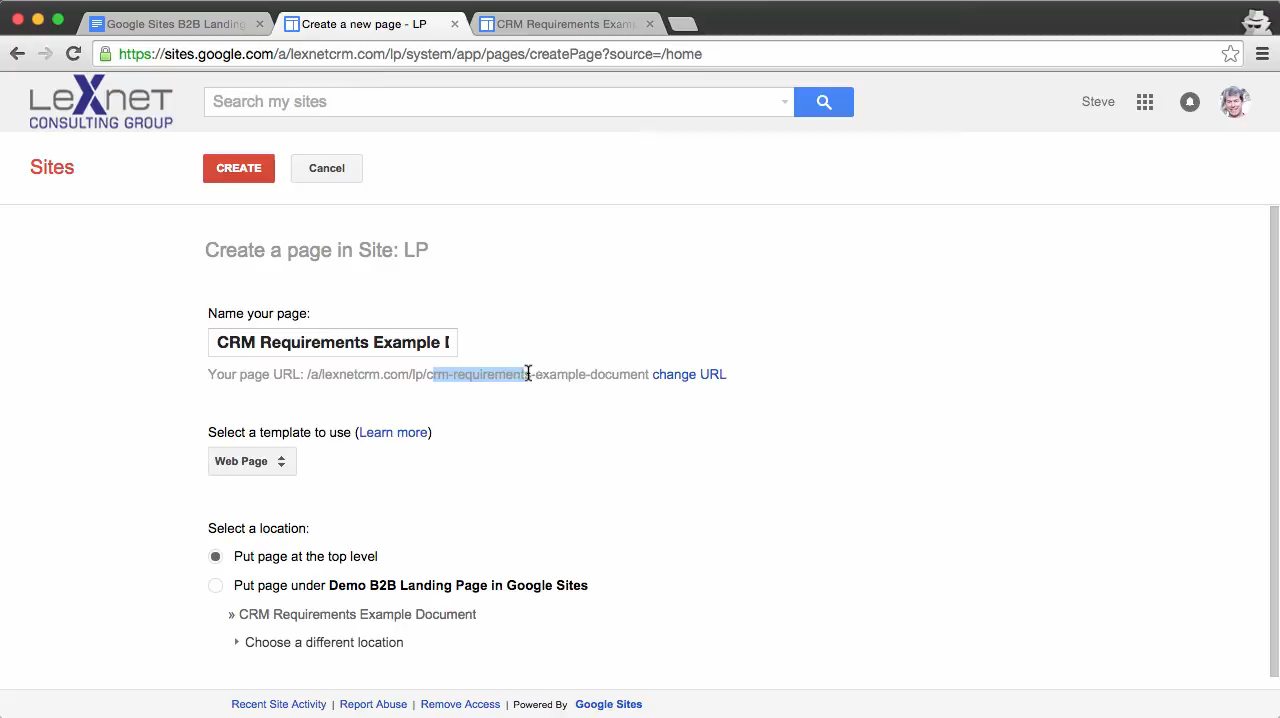 Google Sites B2B Landing
Create a new page - LP
CRM Requirements Exam
https://sites.google.com/a/lexnetcrm.com/lp/system/app/pages/createPage?source=/home
LeXnet
CONSULTING GROUP
Search my sites
Steve
Sites
CREATE
Cancel
Create a page in Site: LP
Name your page:
CRM Requirements Example D
Your page URL: /a/lexnetcrm.com/lp/crm-requirements-example-document change URL
Select a template to use (Learn more)
Web Page
Select a location:
Put page at the top level
Put page under Demo B2B Landing Page in Google Sites
» CRM Requirements Example Document
Choose a different location
Recent Site Activity | Report Abuse | Remove Access | Powered By Google Sites